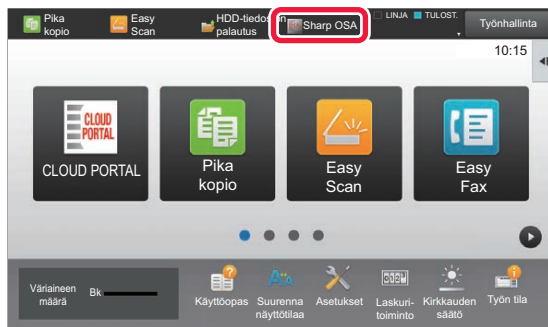 Pika
kopio
Easy
Scan
HDD-tiedos
palautus
Sharp OSA
LINJA
TULOST.
Työnhallinta
10:15
CLOUD
PORTAL
CLOUD PORTAL
Pika
kopio
Easy
Scan
Easy
Fax
Väriaineen
määrä
Bk
Käyttöopas
Suurenna
näyttötilaa
Asetukset
Laskuri-
toiminto
Kirkkauden
säätö
Työn tila